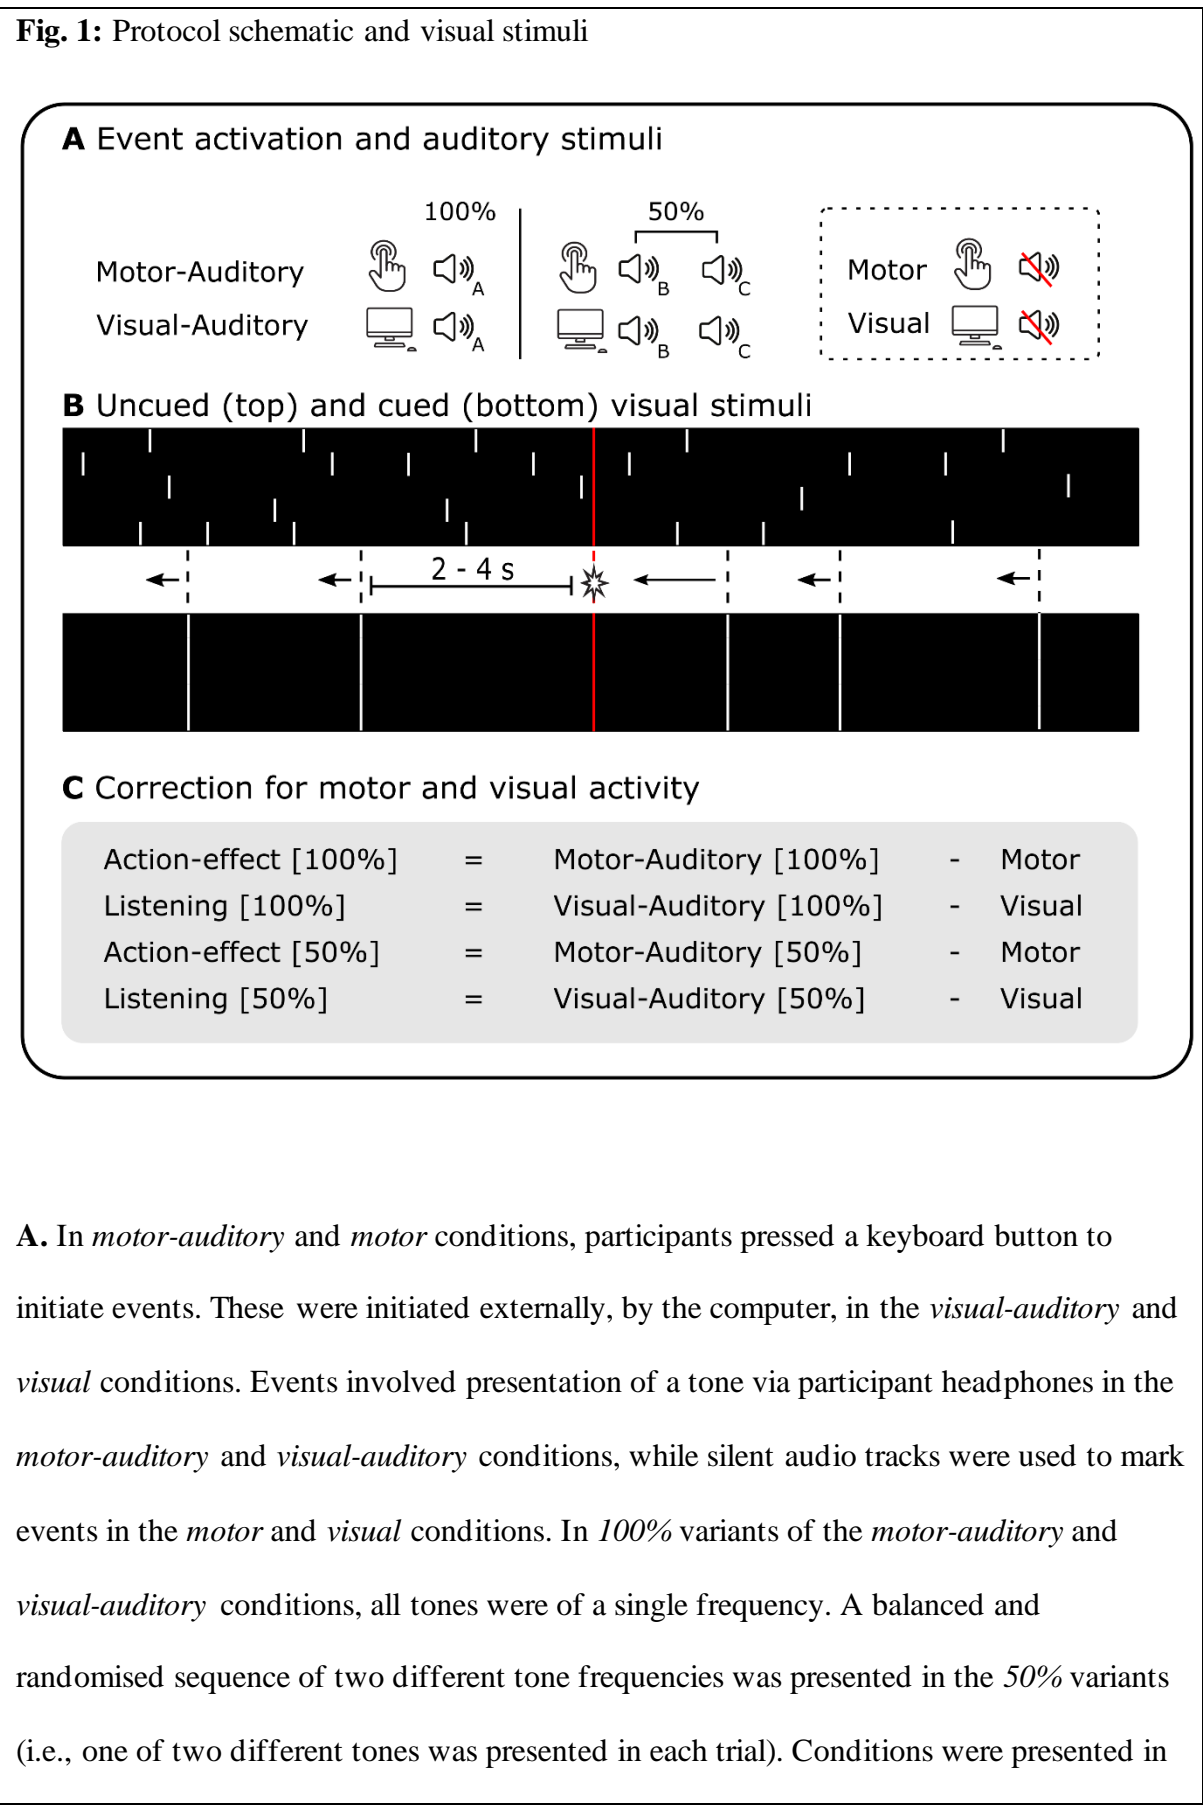 Fig. 1: Protocol schematic and visual stimuli
A Event activation and auditory stimuli
100%
50%
Motor-Auditory A B C Motor
Visual-Auditory A B C Visual
B Uncued (top) and cued (bottom) visual stimuli
2 - 4 s
C Correction for motor and visual activity
Action-effect [100%] = Motor-Auditory [100%] - Motor
Listening [100%] = Visual-Auditory [100%] - Visual
Action-effect [50%] = Motor-Auditory [50%] - Motor
Listening [50%] = Visual-Auditory [50%] - Visual
A. In motor-auditory and motor conditions, participants pressed a keyboard button to
initiate events. These were initiated externally, by the computer, in the visual-auditory and
visual conditions. Events involved presentation of a tone via participant headphones in the
motor-auditory and visual-auditory conditions, while silent audio tracks were used to mark
events in the motor and visual conditions. In 100% variants of the motor-auditory and
visual-auditory conditions, all tones were of a single frequency. A balanced and
randomised sequence of two different tone frequencies was presented in the 50% variants
(i.e., one of two different tones was presented in each trial). Conditions were presented in